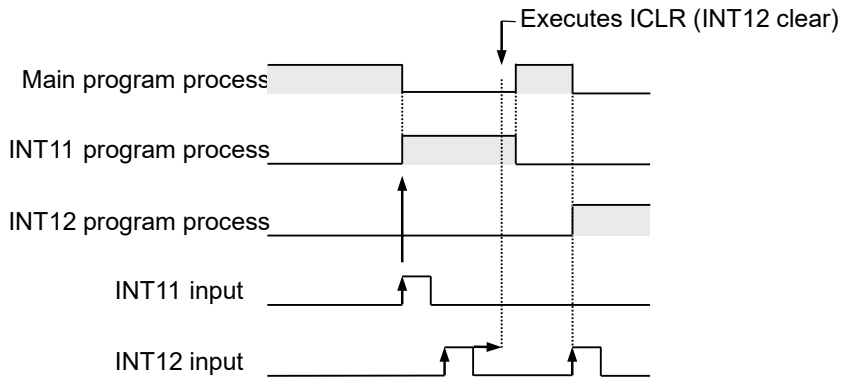 Executes ICLR (INT12 clear)
Main program process
INT11 program process
INT12 program process
INT11 input
INT12 input